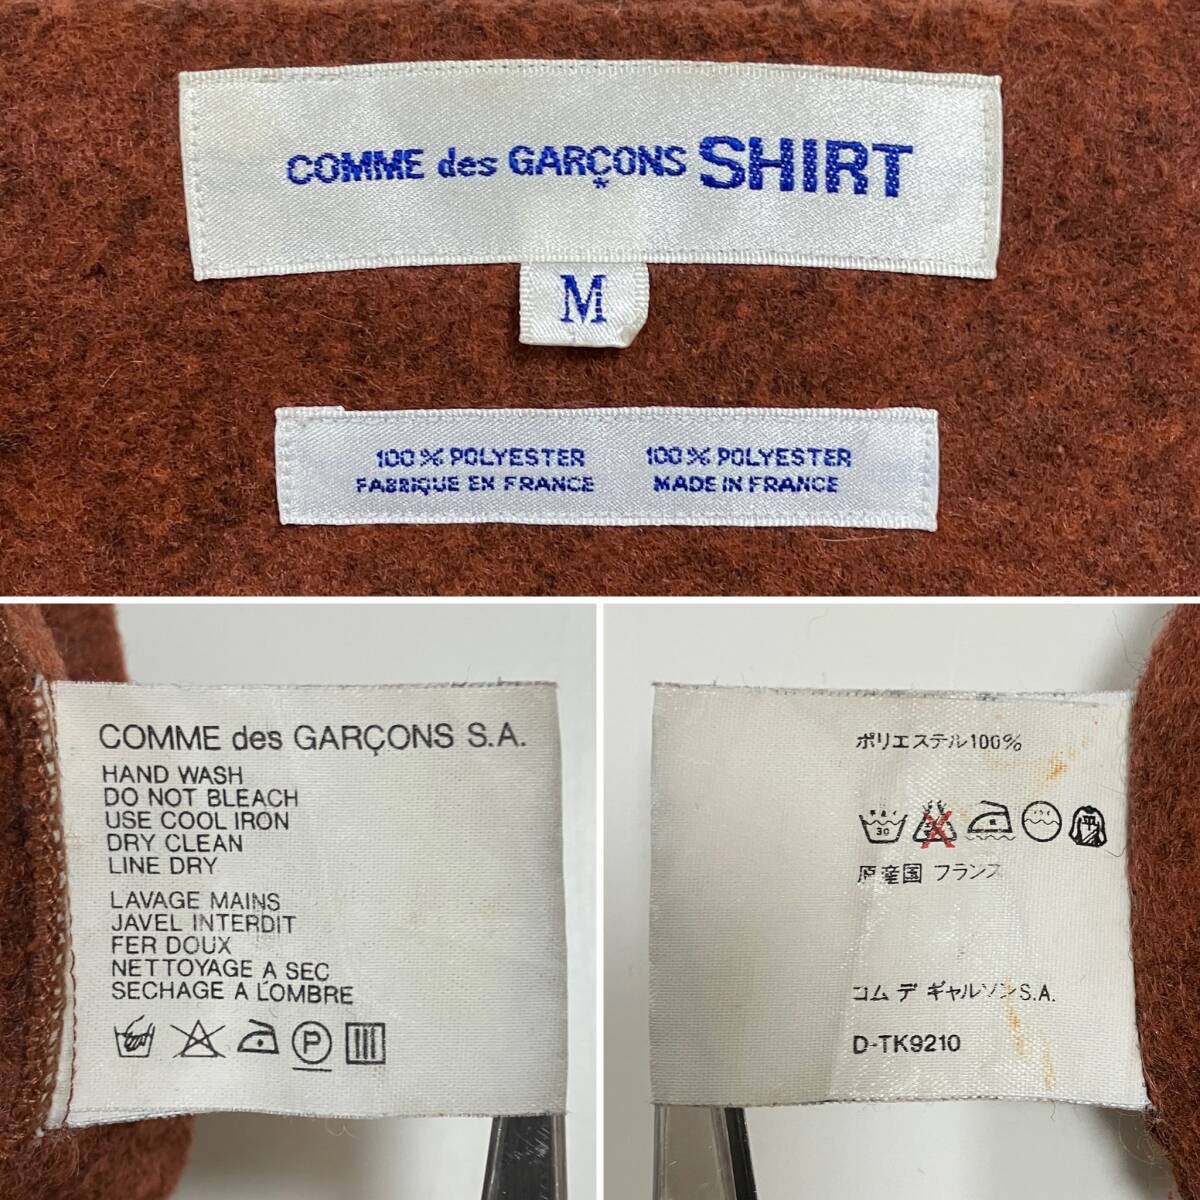 COMME des GARÇONS SHIRT
*
M
100% POLYESTER 100% POLYESTER
FABRIQUE EN FRANCE MADE IN FRANCE
COMME des GARÇONS S.A.
HAND WASH
DO NOT BLEACH
USE COOL IRON
DRY CLEAN
LINE DRY
LAVAGE MAINS
JAVEL INTERDIT
FER DOUX
NETTOYAGE A SEC
SECHAGE A L'OMBRE
P
ポリエステル100%
30 平
原産国 フランス
コム デ ギャルソンS.A.
D-TK9210